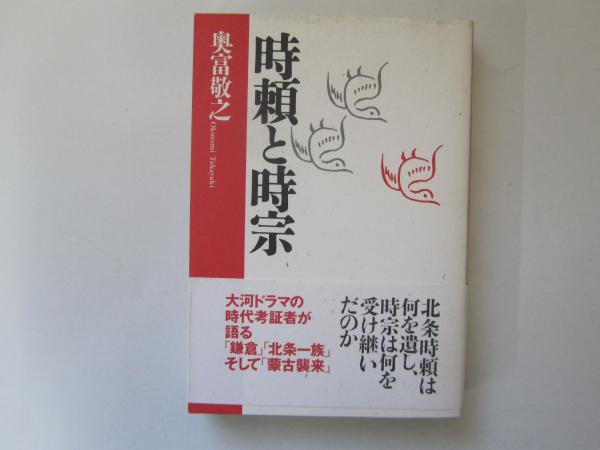 時頼と時宗
奥富敬之
Okutomi Takayuki
北条時頼は
何を遺し、
時宗は何を
受け継い
だのか
大河ドラマの
時代考証者が
語る
「鎌倉」「北条一族」
そして「蒙古襲来」